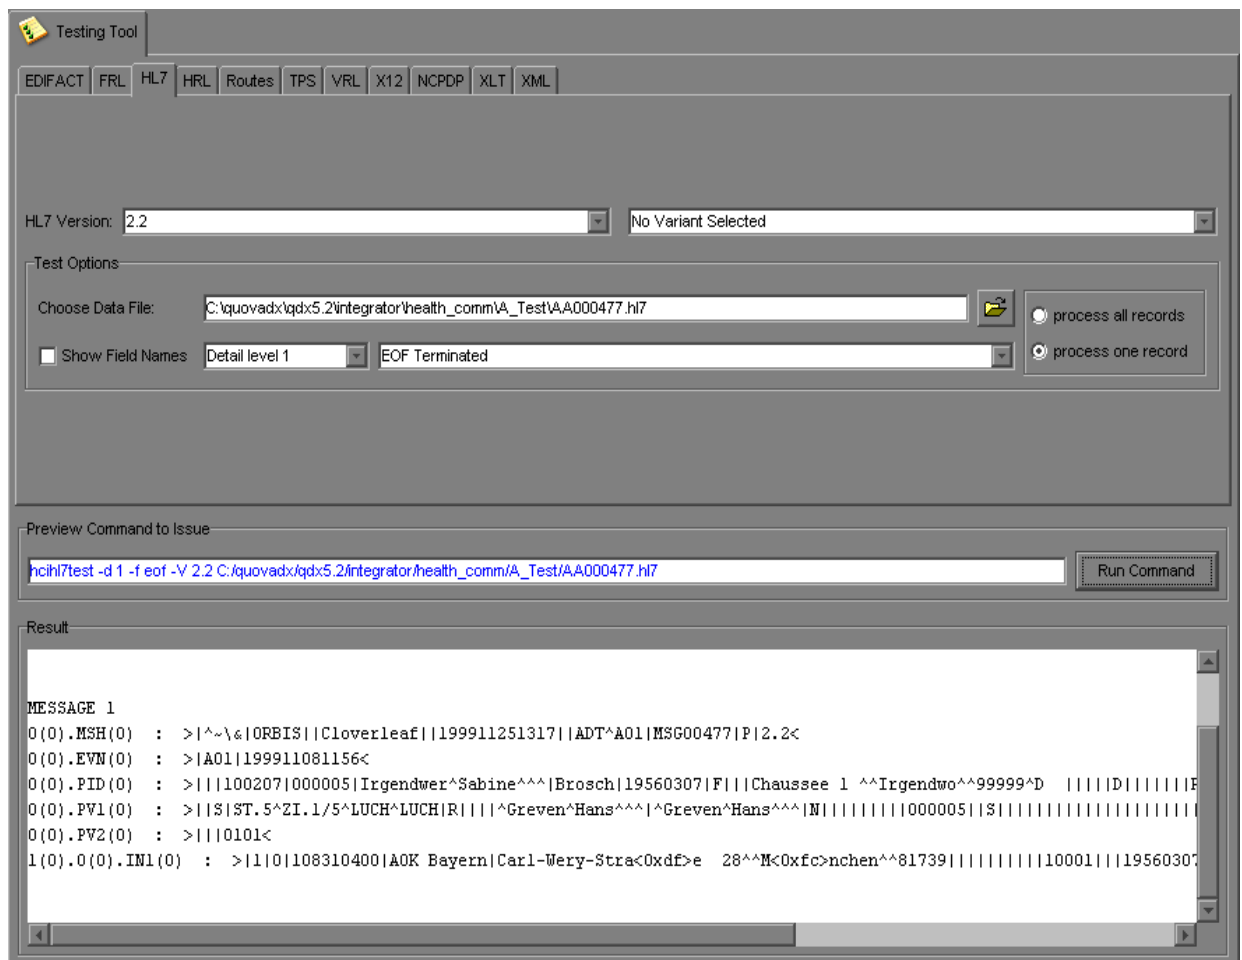 Testing Tool
EDIFACT FRL HL7 HRL Routes TPS VRL X12 NCPDP XLT XML
HL7 Version: 2.2 No Variant Selected
Test Options
Choose Data File: C:\quovadx\qdx5.2\integrator\health_comm\A_Test\AA000477.hl7
process all records
Show Field Names Detail level 1 EOF Terminated
process one record
Preview Command to Issue
hcihl7test -d 1 -f eof -V 2.2 C:/quovadx/qdx5.2/integrator/health_comm/A_Test/AA000477.hl7 Run Command
Result
MESSAGE 1
0(0).MSH(0)  :  >|^~\&|ORBIS||Cloverleaf||199911251317||ADT^A01|MSG00477|P|2.2<
0(0).EVN(0)  :  >|A01|199911081156<
0(0).PID(0)  :  >|||100207|000005|Irgendwer^Sabine^^^|Brosch|19560307|F|||Chaussee 1 ^^Irgendwo^^99999^D  |||||D|||||||
0(0).PV1(0)  :  >||S|ST.5^ZI.1/5^LUCH^LUCH|R||||^Greven^Hans^^^|^Greven^Hans^^^|N|||||||||000005||S||||||||||||||||||||
0(0).PV2(0)  :  >|||0101<
1(0).0(0).IN1(0)  :  >|1|0|108310400|AOK Bayern|Carl-Wery-Stra<0xdf>e  28^^M<0xfc>nchen^^81739||||||||||10001|||19560307